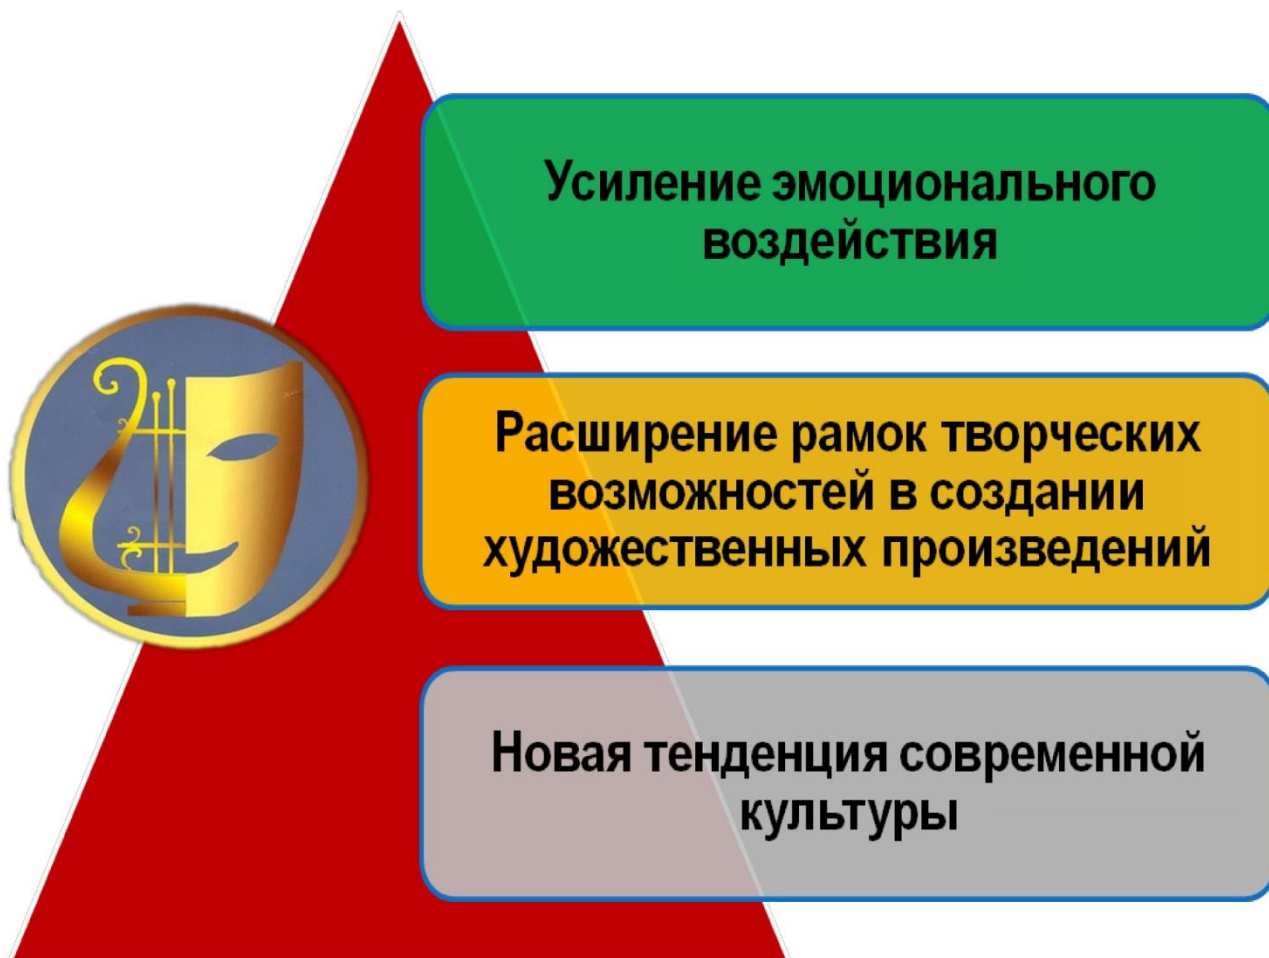 Усиление эмоционального
воздействия
Расширение рамок творческих
возможностей в создании
художественных произведений
Новая тенденция современной
культуры